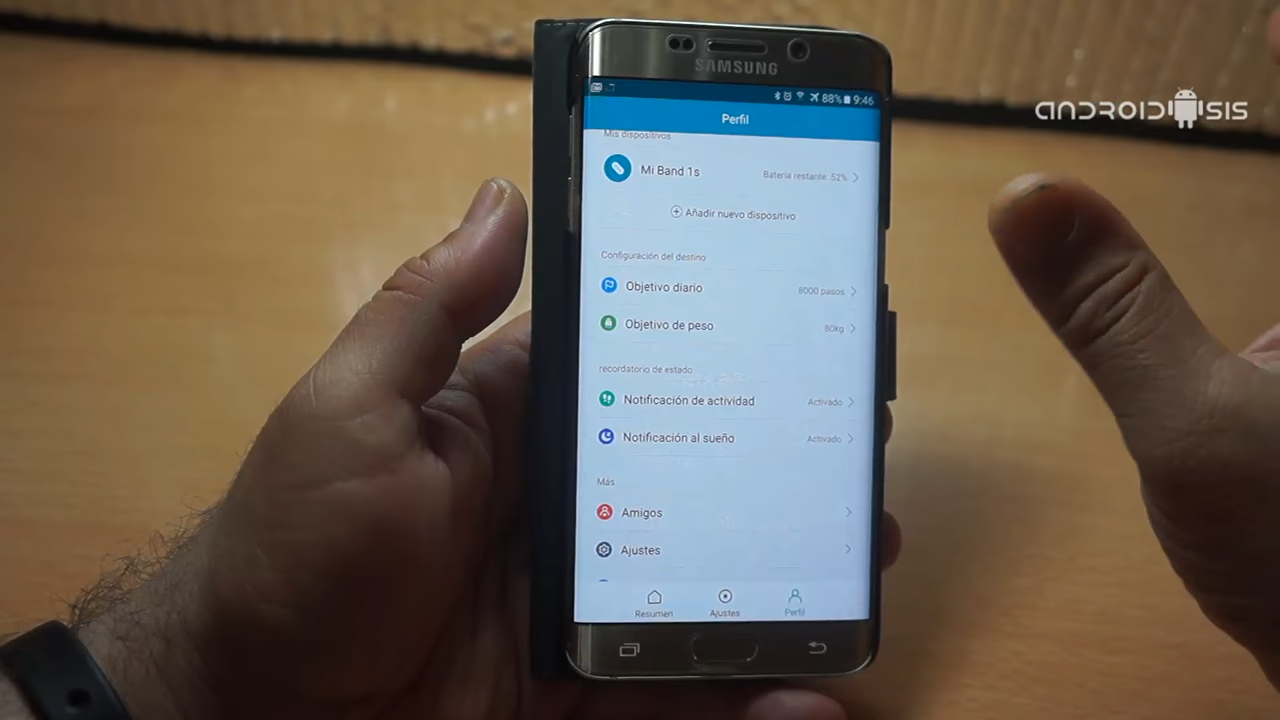 SAMSUNG
88% 9:46
Perfil
ANDROIDSIS
Mis dispositivos
Mi Band 1s
Batería restante: 52%
Añadir nuevo dispositivo
Configuración del destino
Objetivo diario
8000 pasos
Objetivo de peso
80kg
recordatorio de estado
Notificación de actividad
Activado
Notificación al sueño
Activado
Más
Amigos
Ajustes
Resumen
Ajustes
Perfil